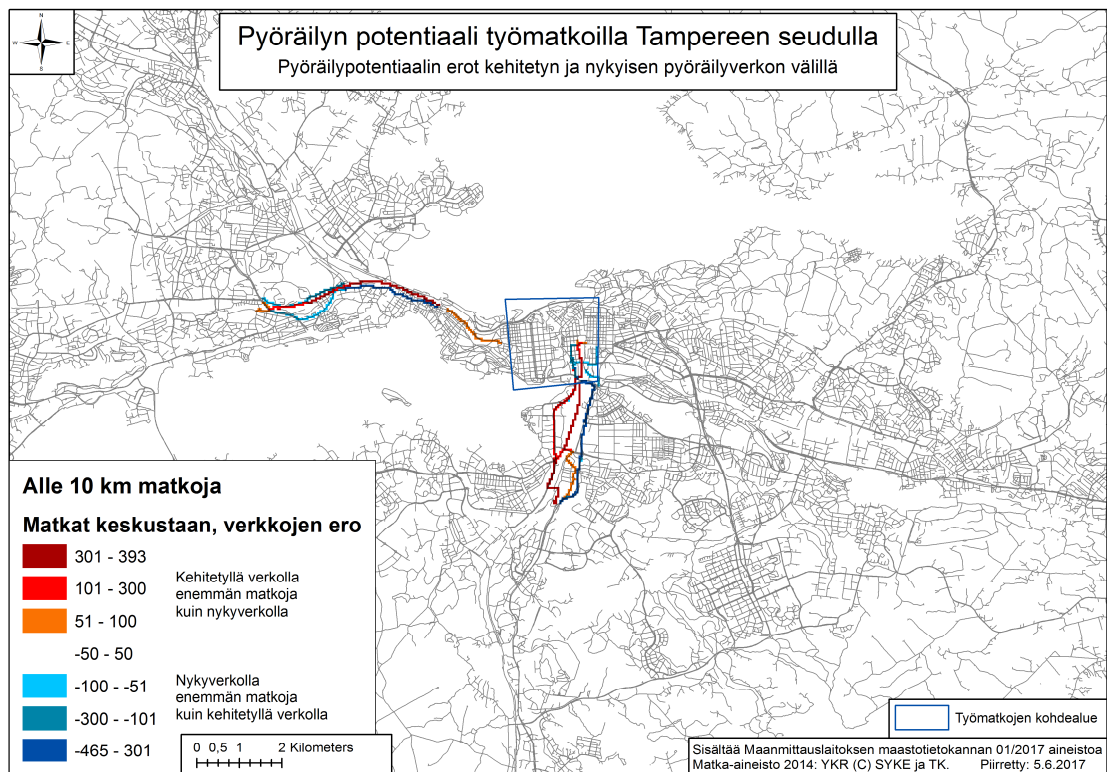 N
W
E
S
Pyöräilyn potentiaali työmatkoilla Tampereen seudulla
Pyöräilypotentiaalin erot kehitetyn ja nykyisen pyöräilyverkon välillä
Alle 10 km matkoja
Matkat keskustaan, verkkojen ero
301 - 393
101 - 300
51 - 100
Kehitetyllä verkolla
enemmän matkoja
kuin nykyverkolla
-50 - 50
-100 - -51
-300 - -101
-465 - 301
Nykyverkolla
enemmän matkoja
kuin kehitetyllä verkolla
0 0,5 1 2 Kilometers
Työmatkojen kohdealue
Sisältää Maanmittauslaitoksen maastotietokannan 01/2017 aineistoa
Matka-aineisto 2014: YKR (C) SYKE ja TK. Piirretty: 5.6.2017